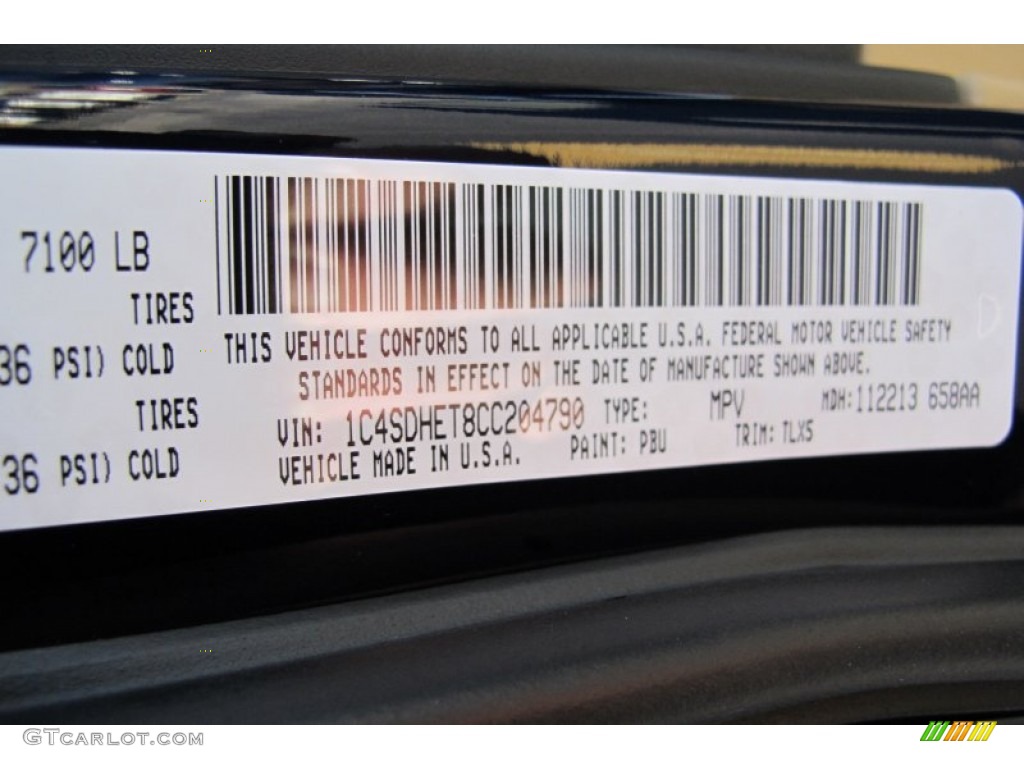 7100 LB
TIRES
36 PSI) COLD
TIRES
36 PSI) COLD
THIS VEHICLE CONFORMS TO ALL APPLICABLE U.S.A. FEDERAL MOTOR VEHICLE SAFETY
STANDARDS IN EFFECT ON THE DATE OF MANUFACTURE SHOWN ABOVE.
VIN: 1C4SDHET8CC204790 TYPE: MPV MDH:112213 658AA
VEHICLE MADE IN U.S.A. PAINT: PBU TRIM: TLX5
GTCARLOT.COM